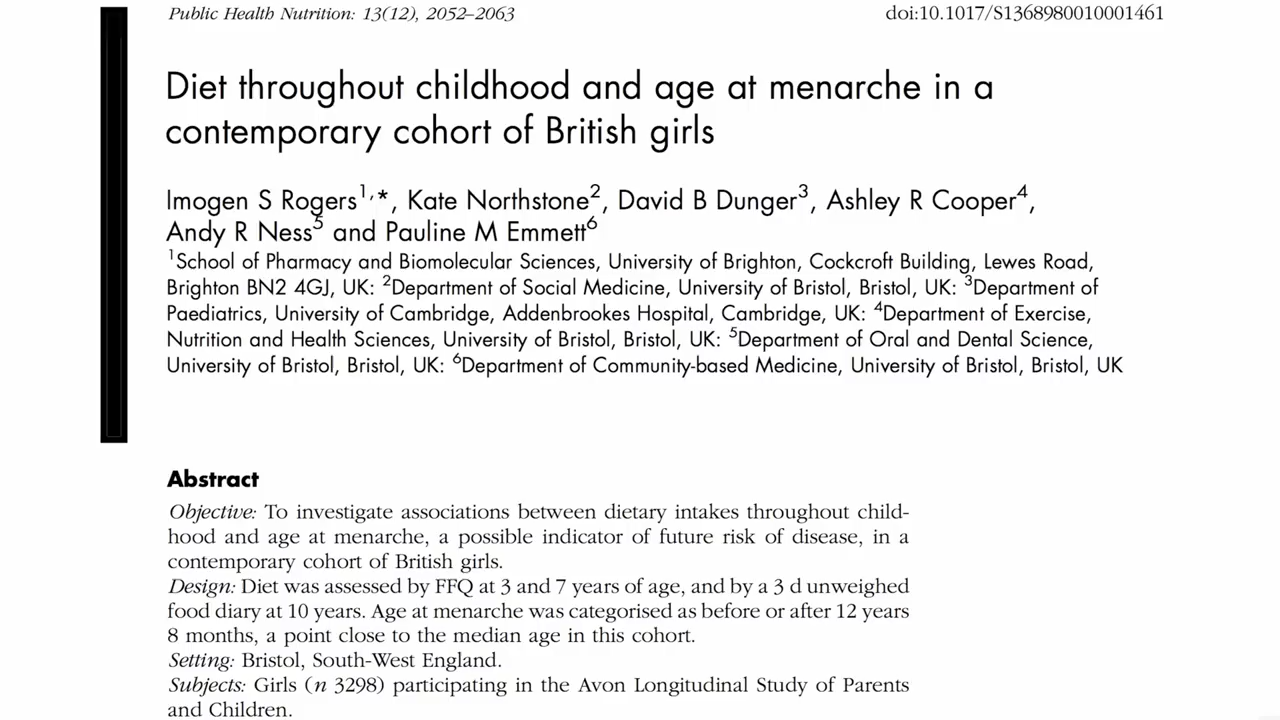 Public Health Nutrition: 13(12), 2052–2063
doi:10.1017/S1368980010001461
Diet throughout childhood and age at menarche in a
contemporary cohort of British girls
Imogen S Rogers1,*, Kate Northstone2, David B Dunger3, Ashley R Cooper4,
Andy R Ness5 and Pauline M Emmett6
1School of Pharmacy and Biomolecular Sciences, University of Brighton, Cockcroft Building, Lewes Road,
Brighton BN2 4GJ, UK: 2Department of Social Medicine, University of Bristol, Bristol, UK: 3Department of
Paediatrics, University of Cambridge, Addenbrookes Hospital, Cambridge, UK: 4Department of Exercise,
Nutrition and Health Sciences, University of Bristol, Bristol, UK: 5Department of Oral and Dental Science,
University of Bristol, Bristol, UK: 6Department of Community-based Medicine, University of Bristol, Bristol, UK
Abstract
Objective: To investigate associations between dietary intakes throughout child-
hood and age at menarche, a possible indicator of future risk of disease, in a
contemporary cohort of British girls.
Design: Diet was assessed by FFQ at 3 and 7 years of age, and by a 3 d unweighed
food diary at 10 years. Age at menarche was categorised as before or after 12 years
8 months, a point close to the median age in this cohort.
Setting: Bristol, South-West England.
Subjects: Girls (n 3298) participating in the Avon Longitudinal Study of Parents
and Children.